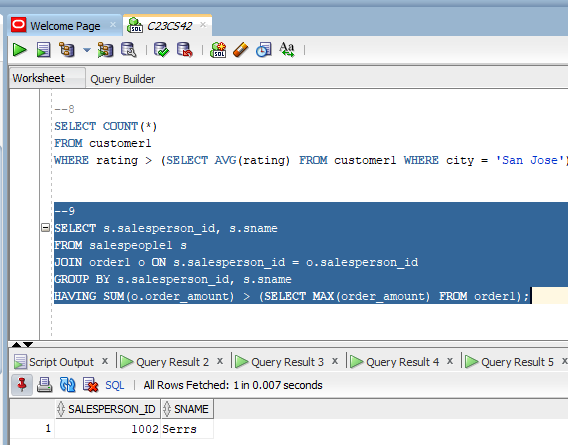 Welcome Page
C23CS42
Worksheet
Query Builder
--8
SELECT COUNT(*)
FROM customer1
WHERE rating > (SELECT AVG(rating) FROM customer1 WHERE city = 'San Jose')
--9
SELECT s.salesperson_id, s.sname
FROM salespeople1 s
JOIN order1 o ON s.salesperson_id = o.salesperson_id
GROUP BY s.salesperson_id, s.sname
HAVING SUM(o.order_amount) > (SELECT MAX(order_amount) FROM order1);
Script Output x Query Result 2 x Query Result 3 x Query Result 4 x Query Result 5 x
SQL | All Rows Fetched: 1 in 0.007 seconds
SALESPERSON_ID SNAME
1 1002 Serrs